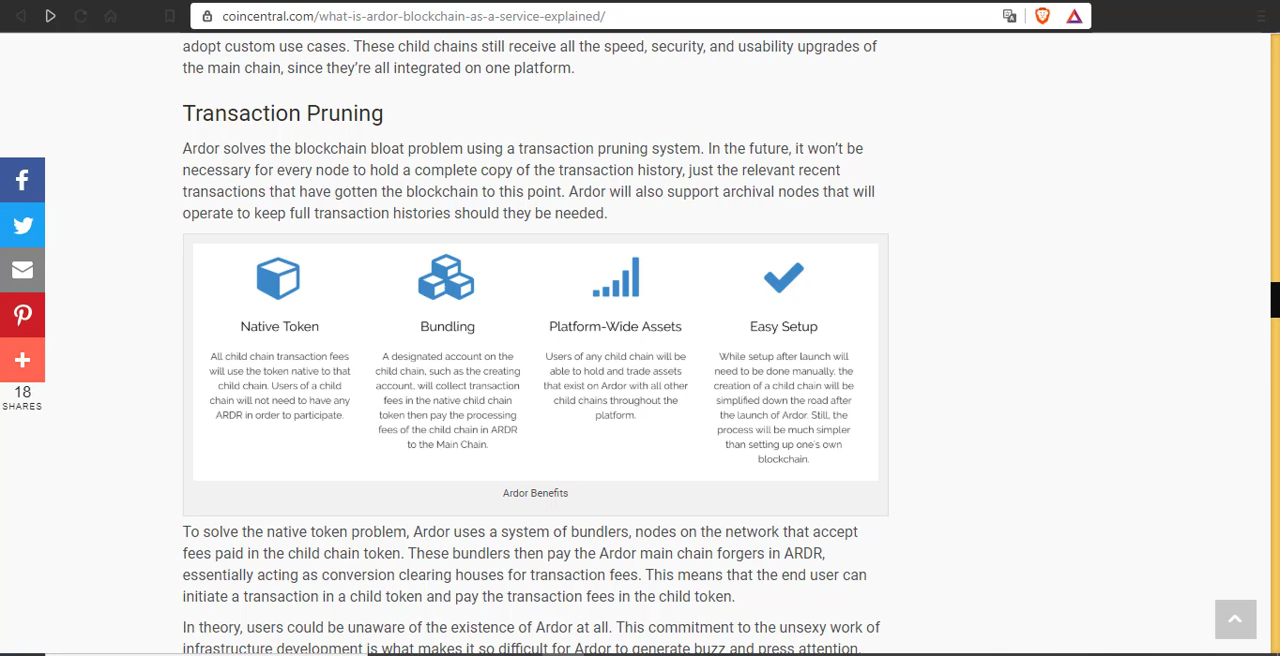 coincentral.com/what-is-ardor-blockchain-as-a-service-explained/
adopt custom use cases. These child chains still receive all the speed, security, and usability upgrades of
the main chain, since they're all integrated on one platform.
Transaction Pruning
Ardor solves the blockchain bloat problem using a transaction pruning system. In the future, it won't be
necessary for every node to hold a complete copy of the transaction history, just the relevant recent
transactions that have gotten the blockchain to this point. Ardor will also support archival nodes that will
operate to keep full transaction histories should they be needed.
Native Token
All child chain transaction fees
will use the token native to that
child chain. Users of a child
chain will not need to have any
ARDR in order to participate.
Bundling
A designated account on the
child chain, such as the creating
account, will collect transaction
fees in the native child chain
token then pay the processing
fees of the child chain in ARDR
to the Main Chain.
Platform-Wide Assets
Users of any child chain will be
able to hold and trade assets
that exist on Ardor with all other
child chains throughout the
platform.
Easy Setup
While setup after launch will
need to be done manually, the
creation of a child chain will be
simplified down the road after
the launch of Ardor. Still, the
process will be much simpler
than setting up one's own
blockchain.
Ardor Benefits
To solve the native token problem, Ardor uses a system of bundlers, nodes on the network that accept
fees paid in the child chain token. These bundlers then pay the Ardor main chain forgers in ARDR,
essentially acting as conversion clearing houses for transaction fees. This means that the end user can
initiate a transaction in a child token and pay the transaction fees in the child token.
In theory, users could be unaware of the existence of Ardor at all. This commitment to the unsexy work of
infrastructure development is what makes it so difficult for Ardor to generate buzz and press attention.
18
SHARES